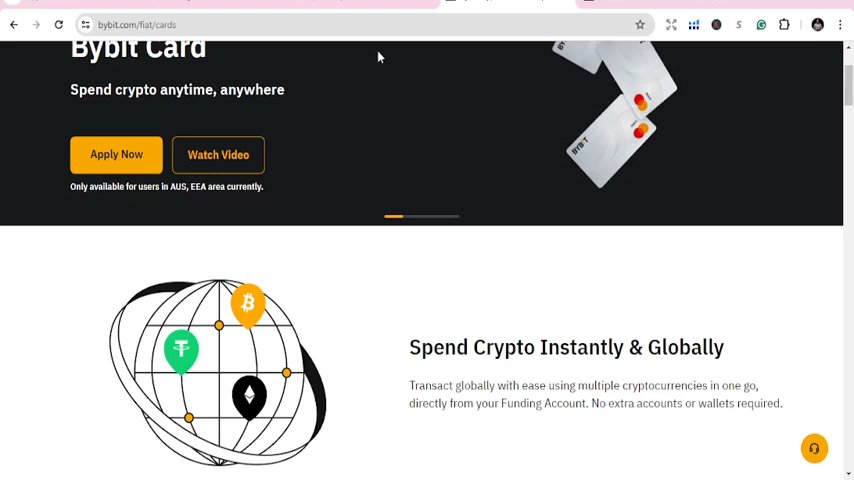 bybit.com/fiat/cards
Bybit Card
Spend crypto anytime, anywhere
Apply Now
Watch Video
Only available for users in AUS, EEA area currently.
BYBIT
Spend Crypto Instantly & Globally
Transact globally with ease using multiple cryptocurrencies in one go,
directly from your Funding Account. No extra accounts or wallets required.